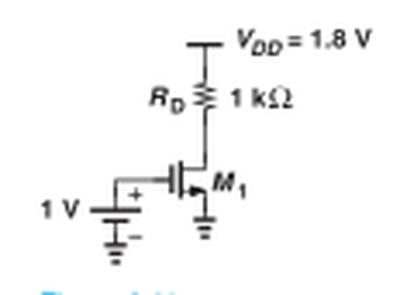 V_DD = 1.8 V
R_D 1 kΩ
M_1
1 V
+
−